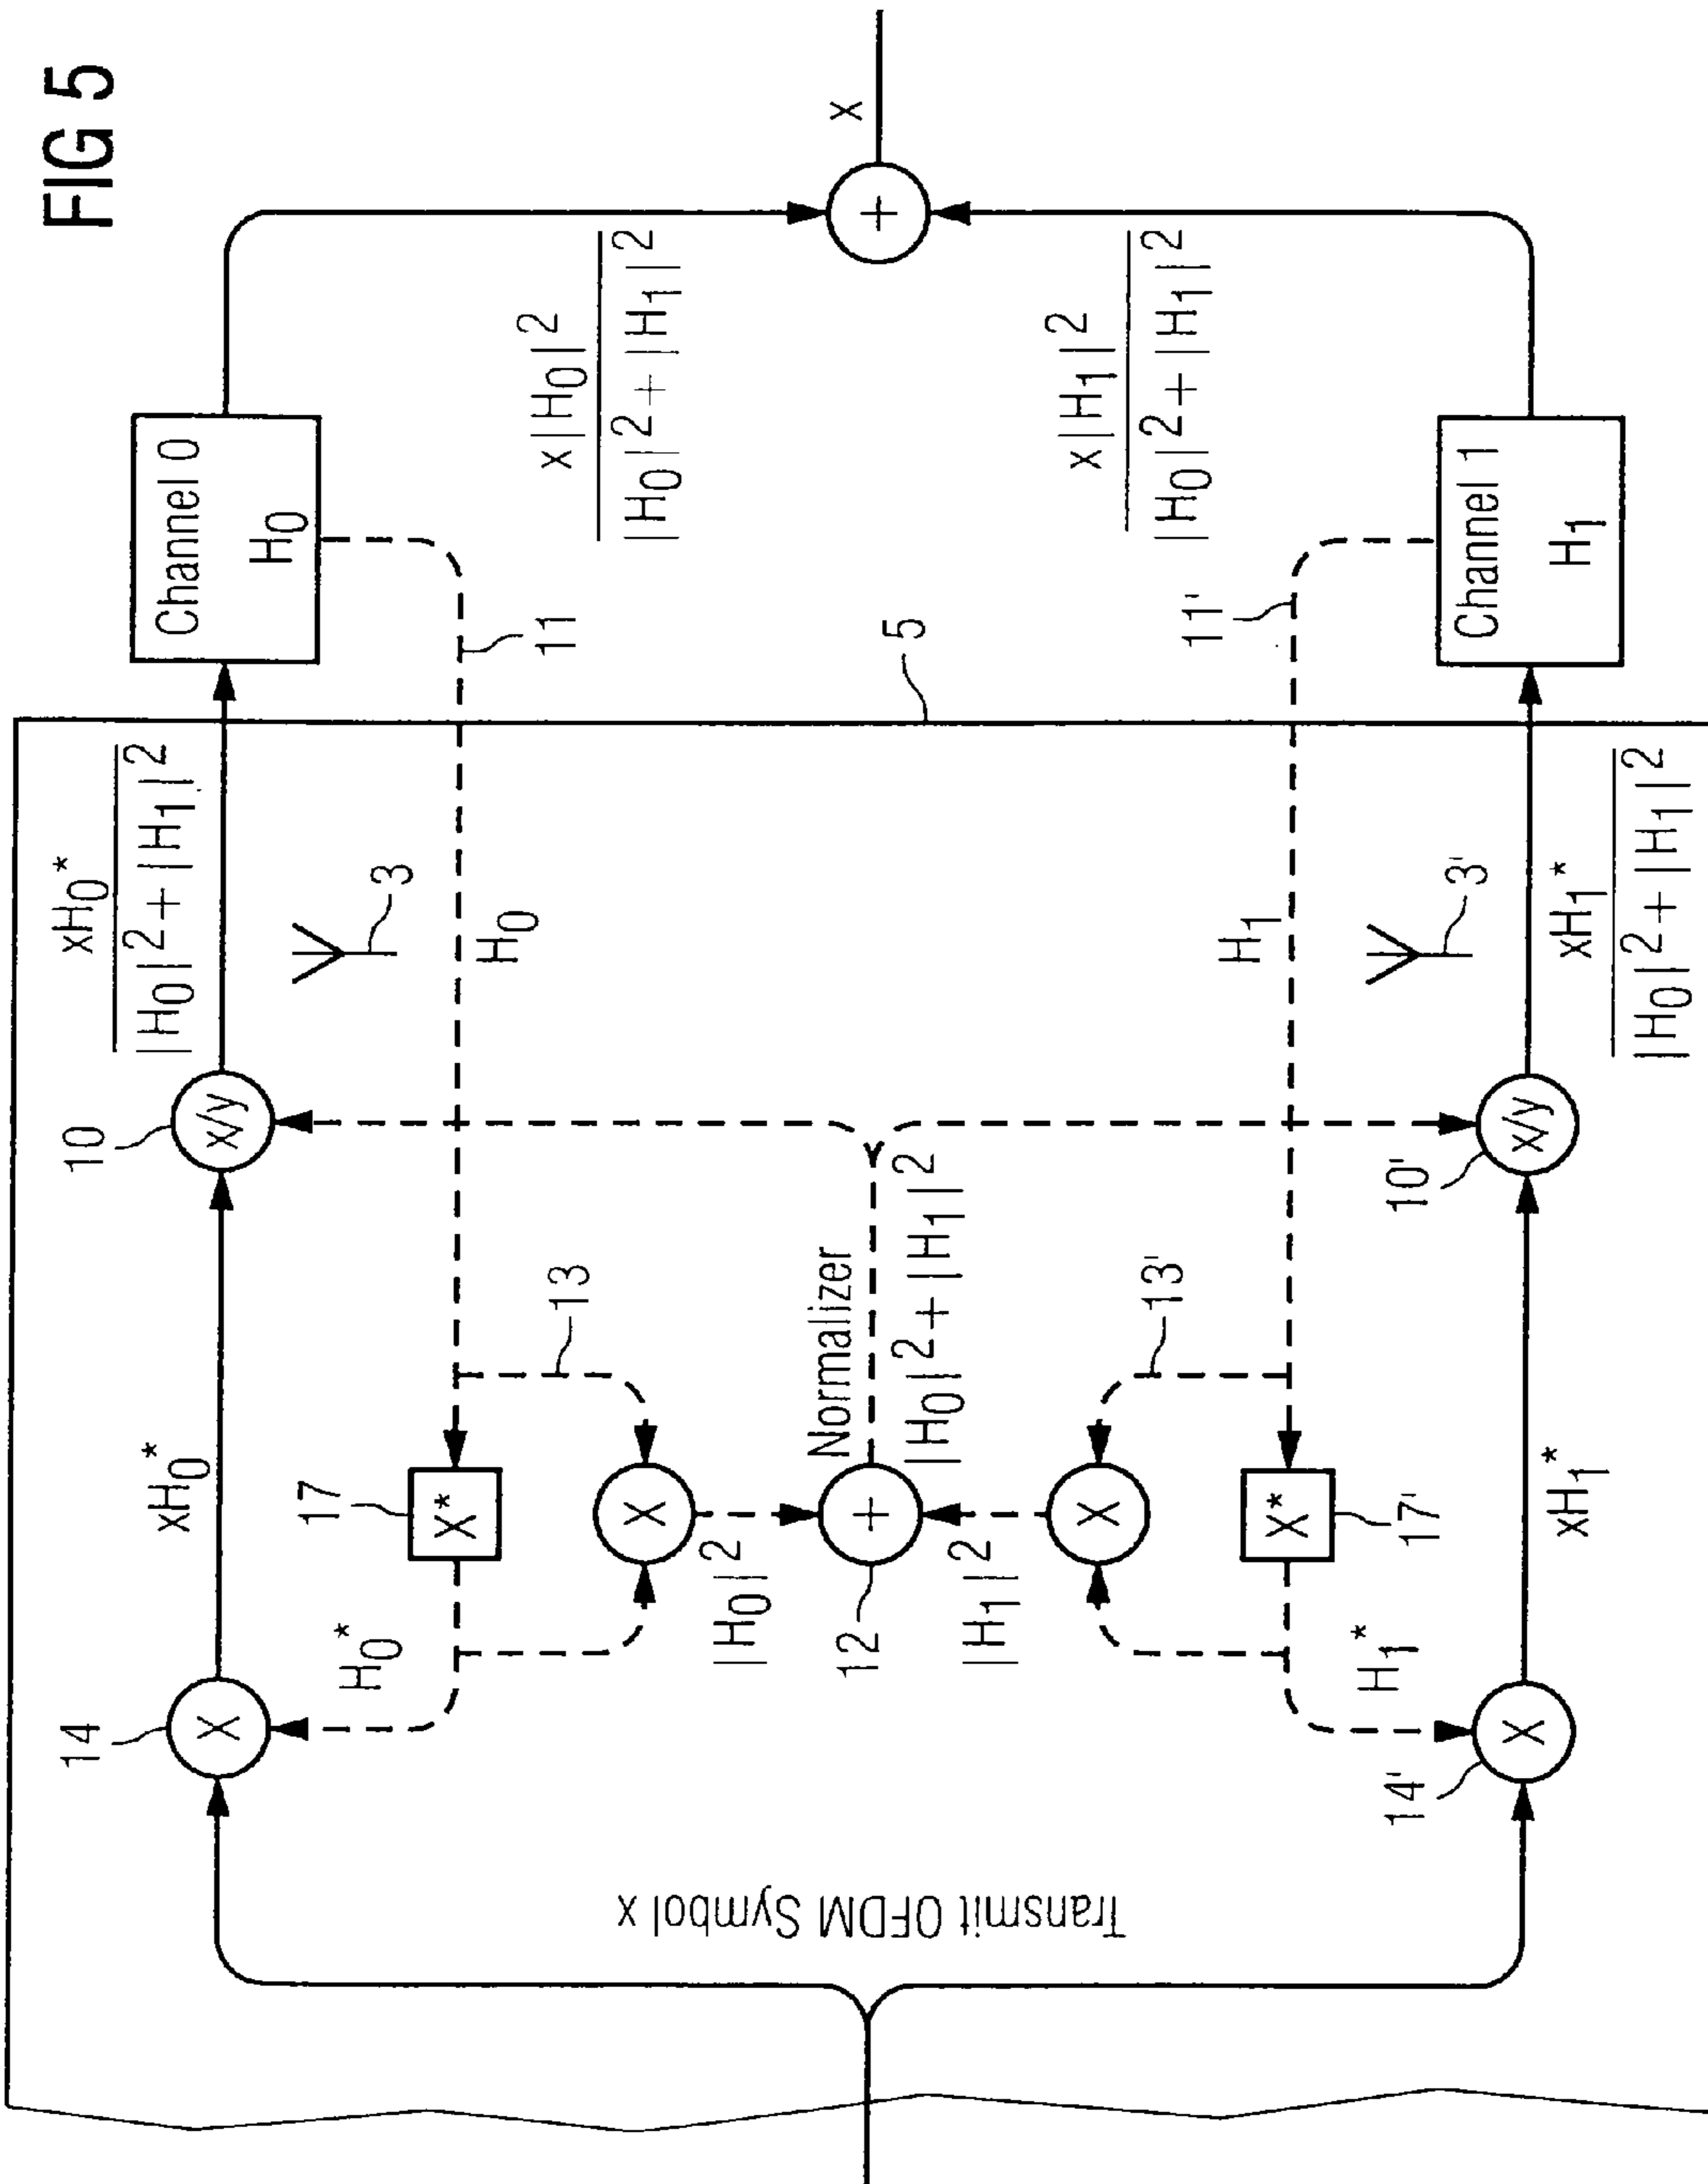 FIG 5
14
xH₀*
10
xH₀*
|H₀|²+|H₁|²
Channel 0
H₀
H₀*
17
X*
X
X
x/y
3
H₀
11
x|H₀|²
|H₀|²+|H₁|²
13
|H₀|²
12
+
Normalizer
|H₀|²+|H₁|²
5
+
x
|H₁|²
X
13'
H₁
11'
x|H₁|²
|H₀|²+|H₁|²
Transmit OFDM Symbol x
H₁*
X*
17'
3'
Channel 1
H₁
14'
X
xH₁*
10'
x/y
xH₁*
|H₀|²+|H₁|²